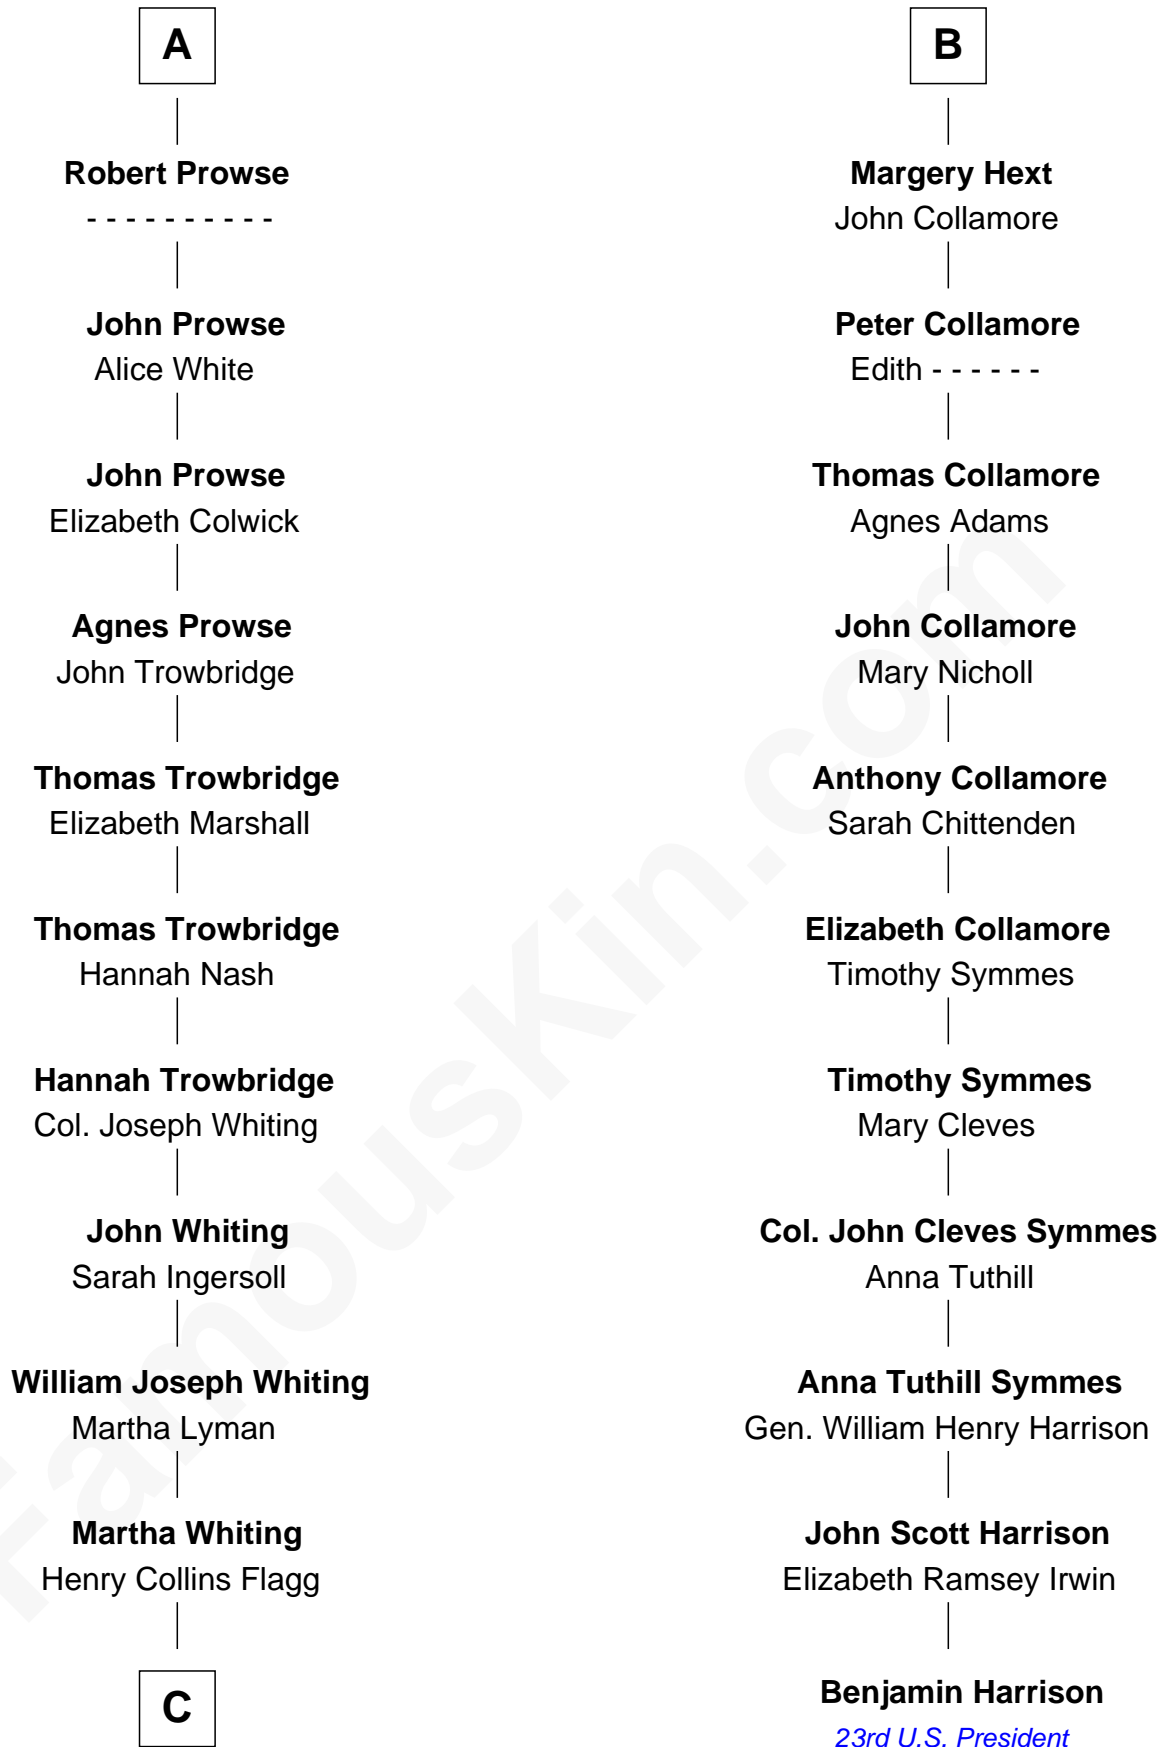 A
Robert Prowse
- - - - - - - - - -
John Prowse
Alice White
John Prowse
Elizabeth Colwick
Agnes Prowse
John Trowbridge
Thomas Trowbridge
Elizabeth Marshall
Thomas Trowbridge
Hannah Nash
Hannah Trowbridge
Col. Joseph Whiting
John Whiting
Sarah Ingersoll
William Joseph Whiting
Martha Lyman
Martha Whiting
Henry Collins Flagg
C
B
Margery Hext
John Collamore
Peter Collamore
Edith - - - - - -
Thomas Collamore
Agnes Adams
John Collamore
Mary Nicholl
Anthony Collamore
Sarah Chittenden
Elizabeth Collamore
Timothy Symmes
Timothy Symmes
Mary Cleves
Col. John Cleves Symmes
Anna Tuthill
Anna Tuthill Symmes
Gen. William Henry Harrison
John Scott Harrison
Elizabeth Ramsey Irwin
Benjamin Harrison
23rd U.S. President
FamousKin.com